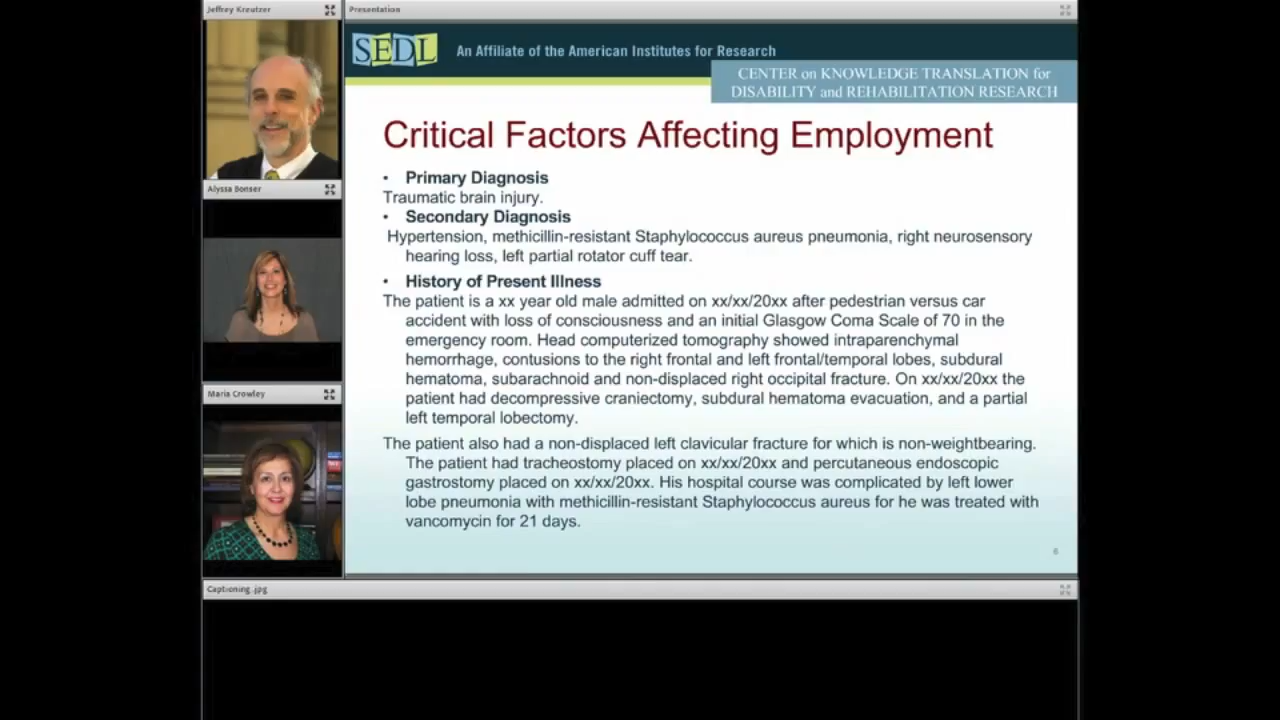 Jeffrey Kreutzer
Presentation
SEDL
An Affiliate of the American Institutes for Research
CENTER on KNOWLEDGE TRANSLATION for
DISABILITY and REHABILITATION RESEARCH
Critical Factors Affecting Employment
• Primary Diagnosis
Traumatic brain injury.
• Secondary Diagnosis
Hypertension, methicillin-resistant Staphylococcus aureus pneumonia, right neurosensory
hearing loss, left partial rotator cuff tear.
• History of Present Illness
The patient is a xx year old male admitted on xx/xx/20xx after pedestrian versus car
accident with loss of consciousness and an initial Glasgow Coma Scale of 70 in the
emergency room. Head computerized tomography showed intraparenchymal
hemorrhage, contusions to the right frontal and left frontal/temporal lobes, subdural
hematoma, subarachnoid and non-displaced right occipital fracture. On xx/xx/20xx the
patient had decompressive craniectomy, subdural hematoma evacuation, and a partial
left temporal lobectomy.
The patient also had a non-displaced left clavicular fracture for which is non-weightbearing.
The patient had tracheostomy placed on xx/xx/20xx and percutaneous endoscopic
gastrostomy placed on xx/xx/20xx. His hospital course was complicated by left lower
lobe pneumonia with methicillin-resistant Staphylococcus aureus for he was treated with
vancomycin for 21 days.
6
Alyssa Bonser
Maria Crowley
Captioning .jpg